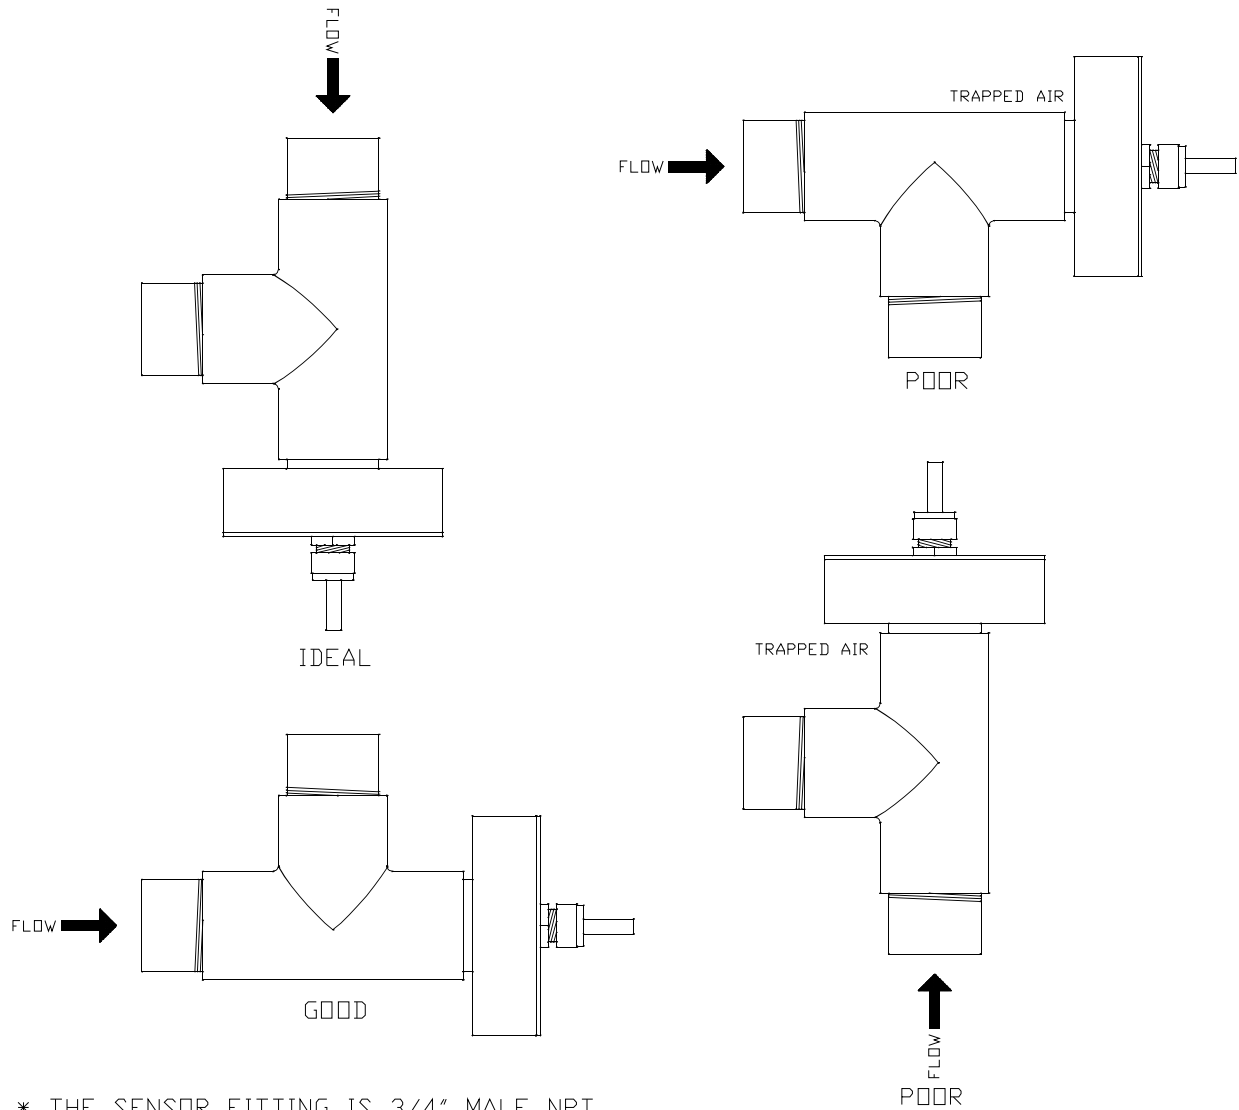 FLOW
IDEAL
FLOW
GOOD
TRAPPED AIR
FLOW
POOR
TRAPPED AIR
FLOW
POOR
* THE SENSOR FITTING IS 3/4" MALE NPT